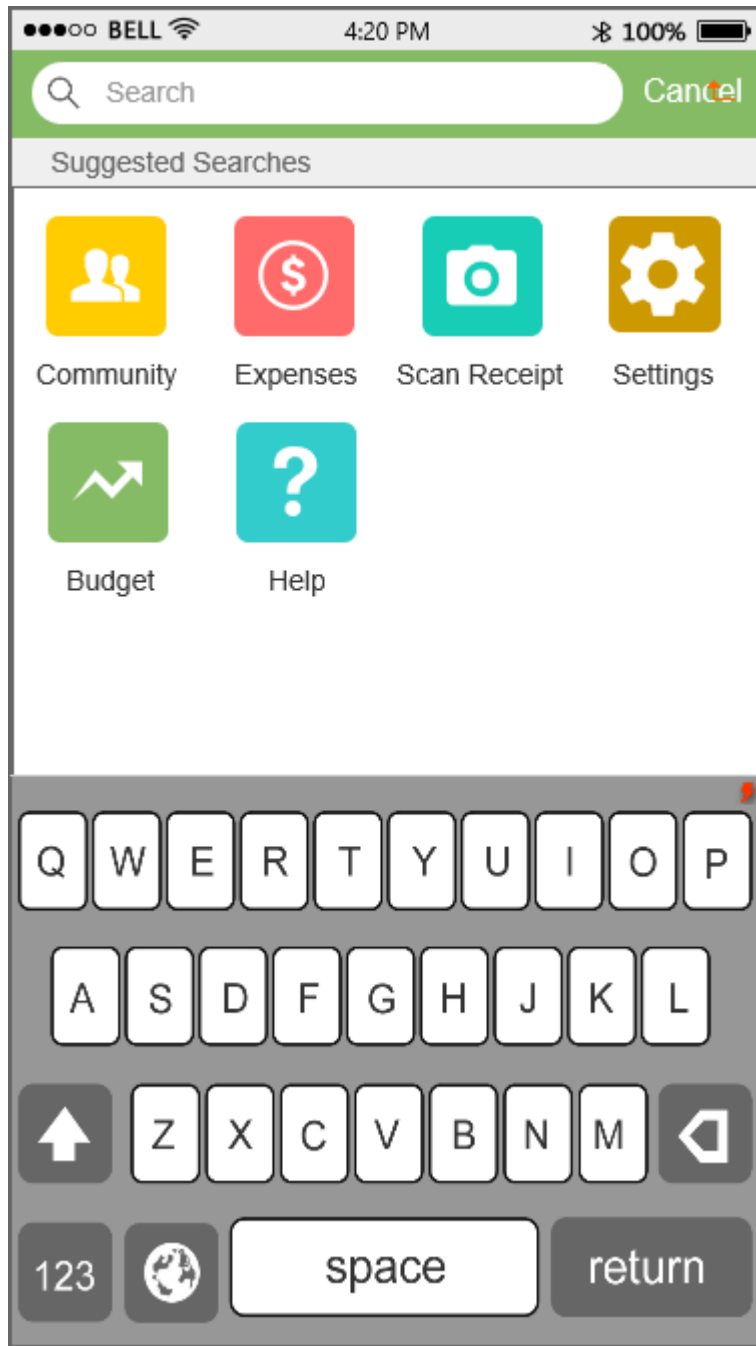 BELL 4:20 PM 100%
Search Cancel
Suggested Searches
Community Expenses Scan Receipt Settings
Budget Help
Q W E R T Y U I O P
A S D F G H J K L
Z X C V B N M
123 space return